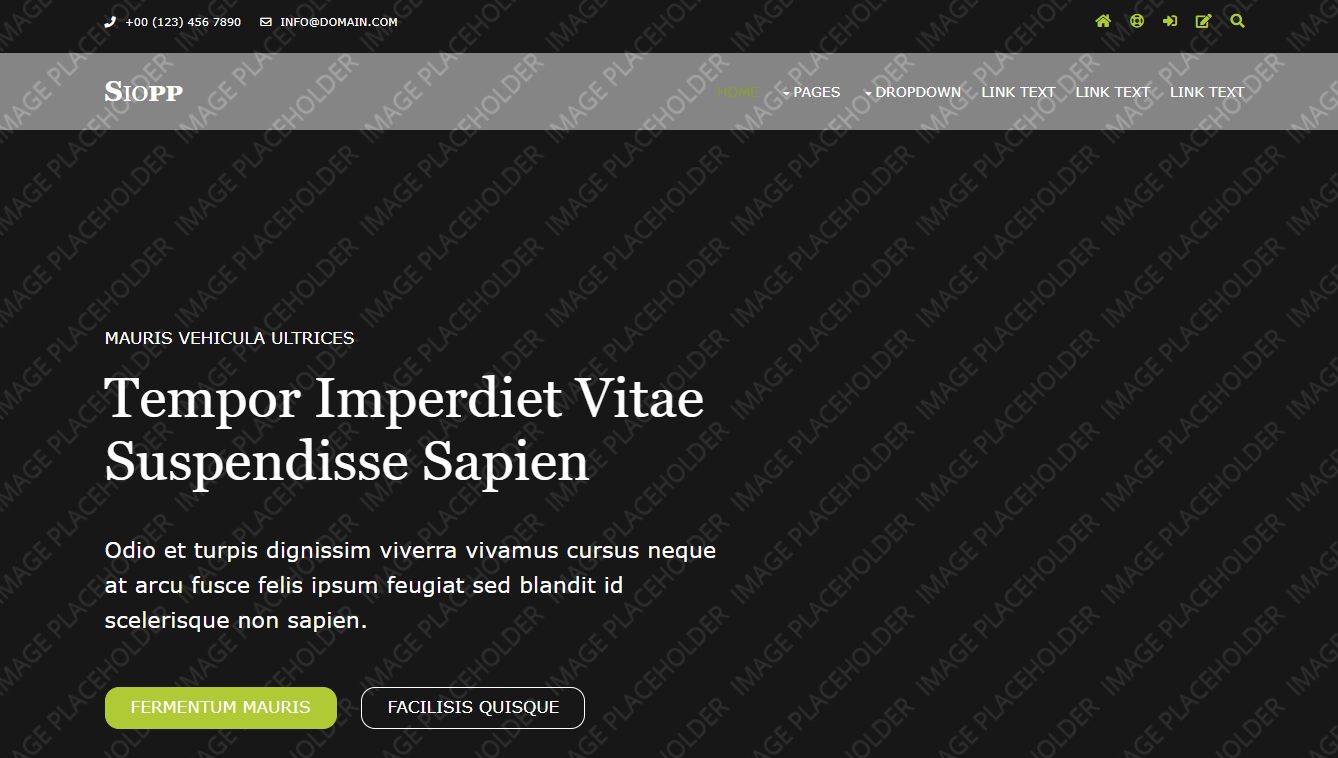 +00 (123) 456 7890 INFO@DOMAIN.COM
SIOPP HOME PAGES DROPDOWN LINK TEXT LINK TEXT LINK TEXT
MAURIS VEHICULA ULTRICES
Tempor Imperdiet Vitae
Suspendisse Sapien
Odio et turpis dignissim viverra vivamus cursus neque
at arcu fusce felis ipsum feugiat sed blandit id
scelerisque non sapien.
FERMENTUM MAURIS FACILISIS QUISQUE
IMAGE PLACEHOLDER